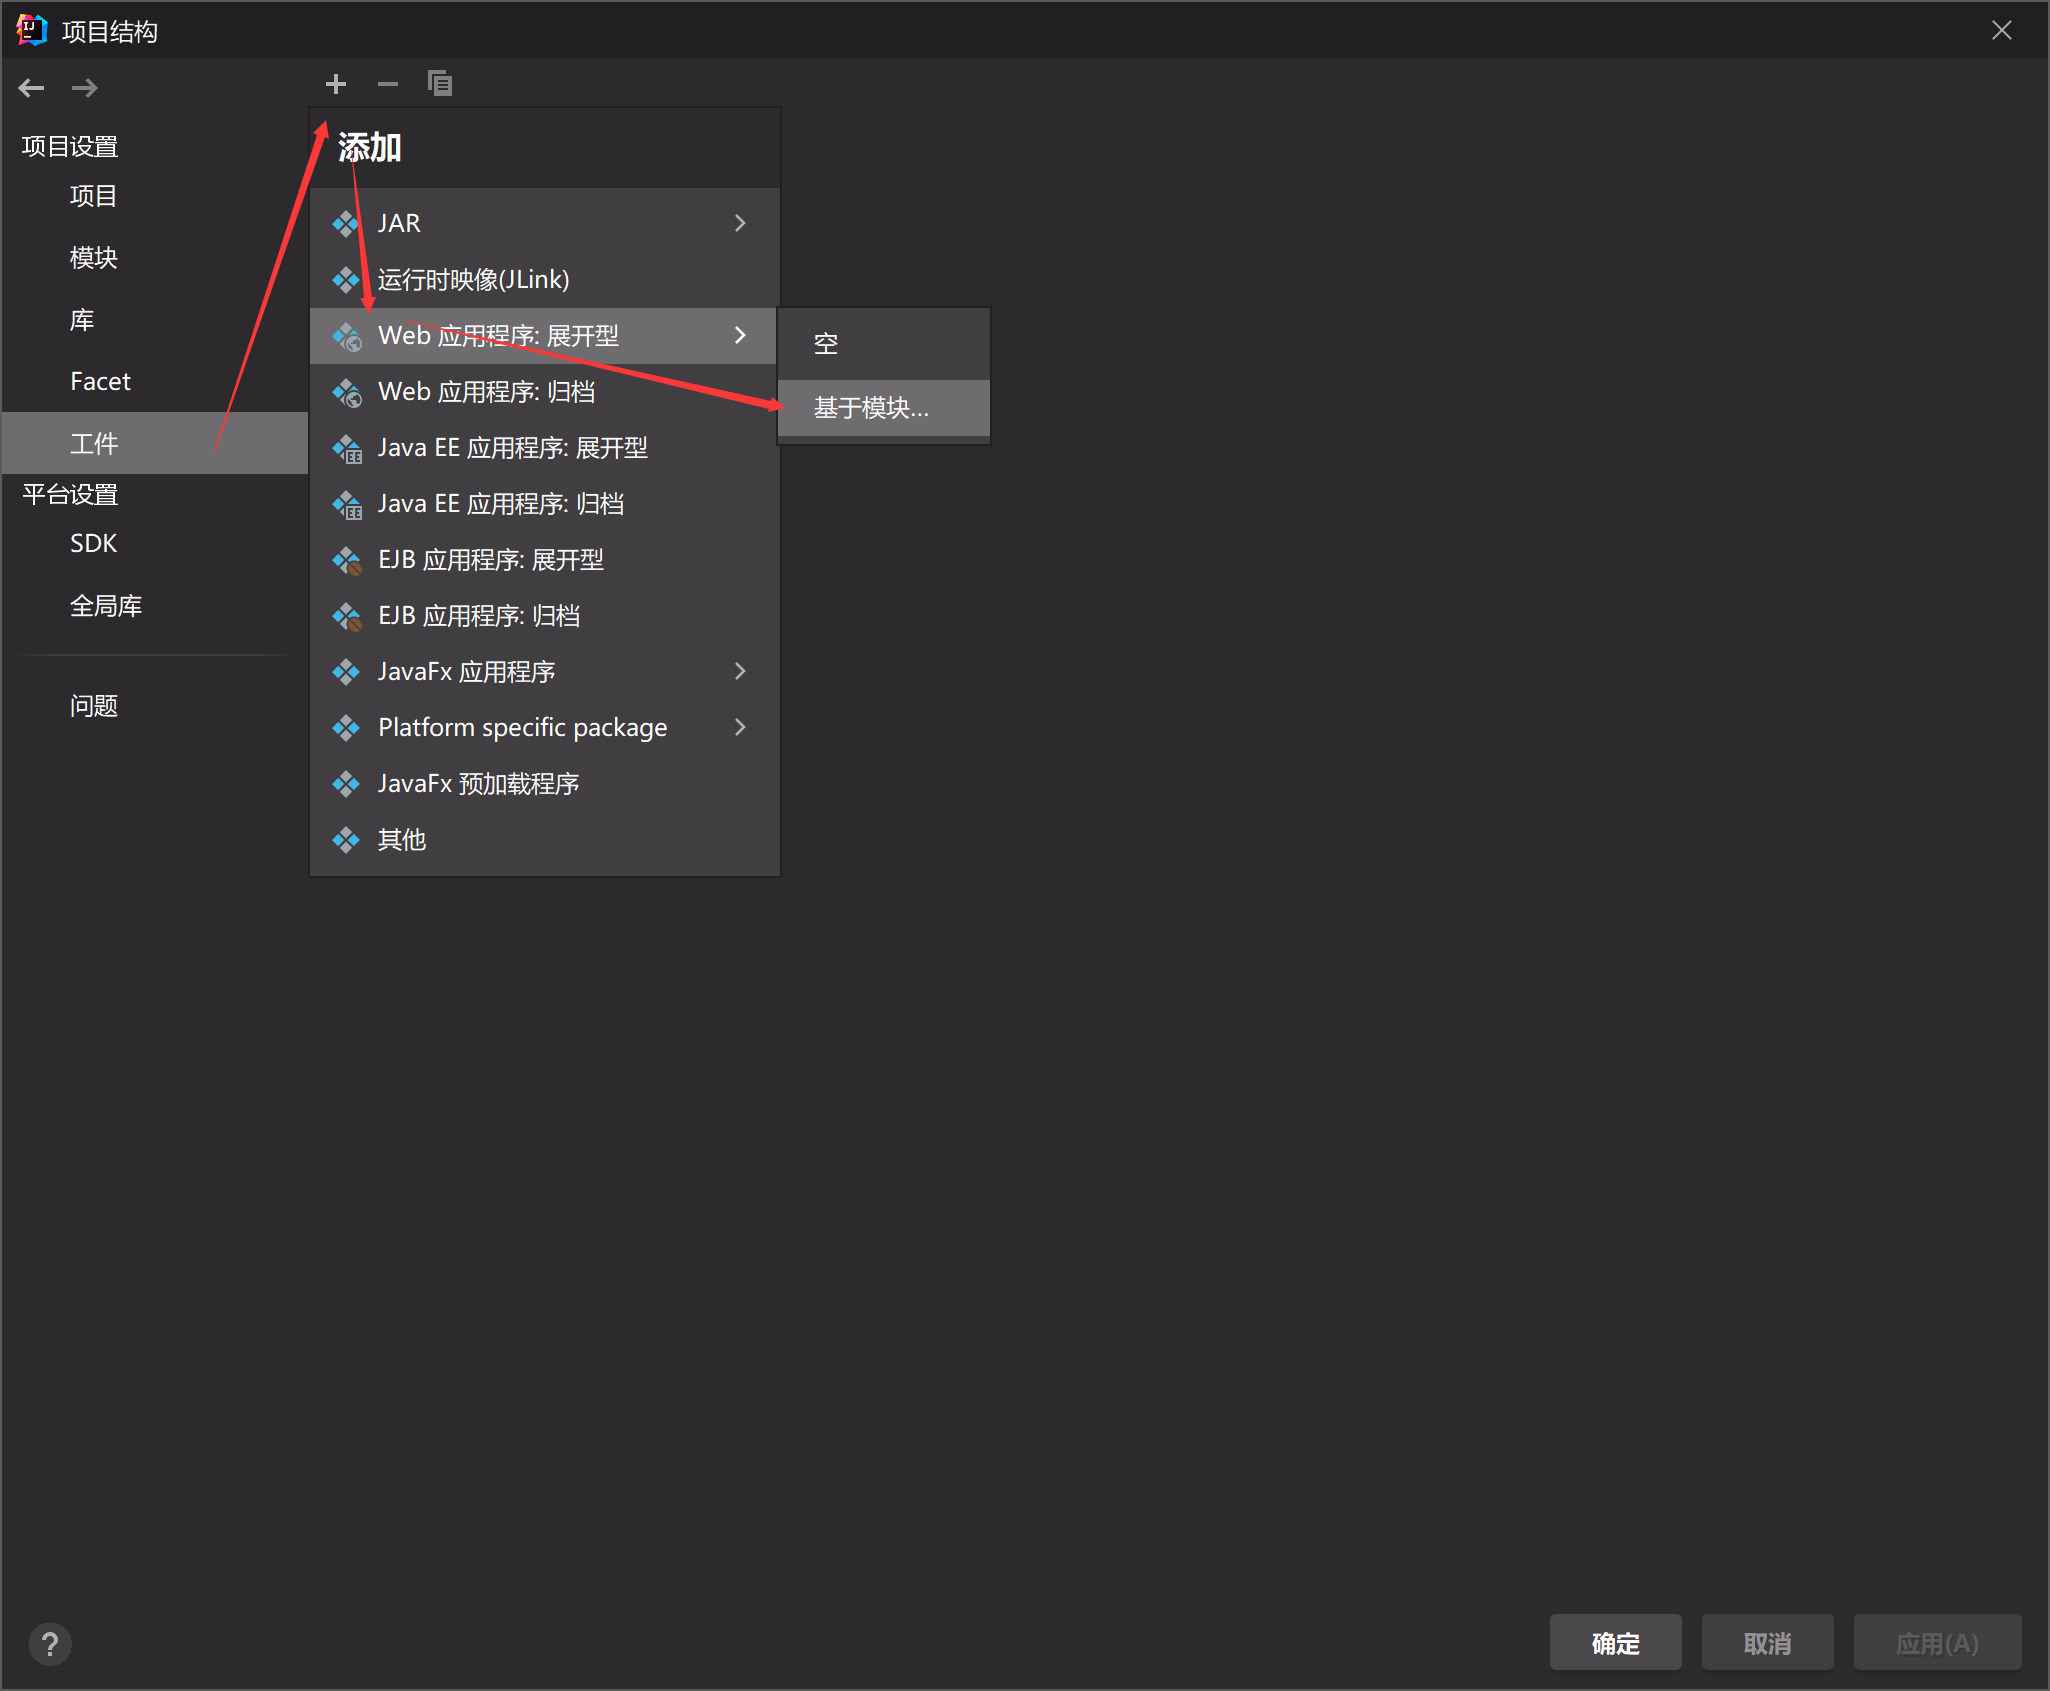 项目结构
项目设置
项目
模块
库
Facet
工件
平台设置
SDK
全局库
问题
添加
JAR
运行时映像(JLink)
Web 应用程序: 展开型
Web 应用程序: 归档
Java EE 应用程序: 展开型
Java EE 应用程序: 归档
EJB 应用程序: 展开型
EJB 应用程序: 归档
JavaFx 应用程序
Platform specific package
JavaFx 预加载程序
其他
空
基于模块...
?
确定
取消
应用(A)